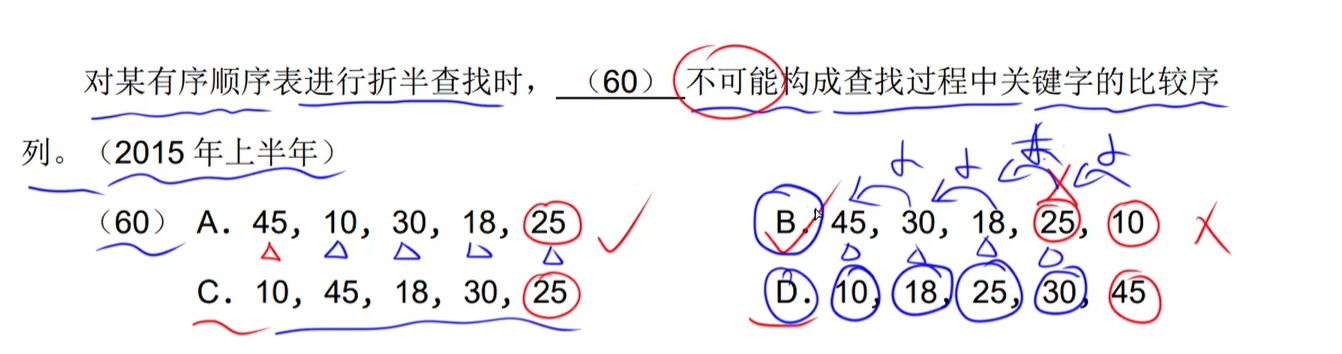 对某有序顺序表进行折半查找时，（60）不可能构成查找过程中关键字的比较序
列。（2015 年上半年）
（60） A. 45, 10, 30, 18, 25 B. 45, 30, 18, 25, 10
C. 10, 45, 18, 30, 25 D. 10, 18, 25, 30, 45